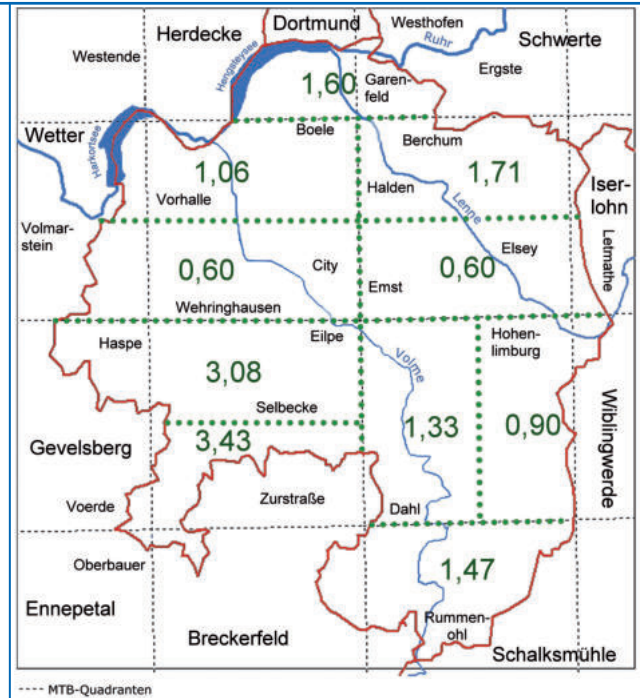 Dortmund
Herdecke
Westhofen
Schwerte
Ruhr
Westende
Hengsteysee
Ergste
1,60
Garen-
feld
Wetter
Harkortsee
Boele
Berchum
1,06
1,71
Iser-
lohn
Vorhalle
Halden
Lenne
Volmar-
stein
Letmathe
Elsey
City
0,60
0,60
Emst
Wehringhausen
Haspe
Eilpe
Hohen-
limburg
Volme
3,08
Selbecke
1,33
0,90
Wiblingwerde
Gevelsberg
3,43
Voerde
Zurstraße
Dahl
Oberbauer
1,47
Ennepetal
Breckerfeld
Rummen-
ohl
Schalksmühle
MTB-Quadranten